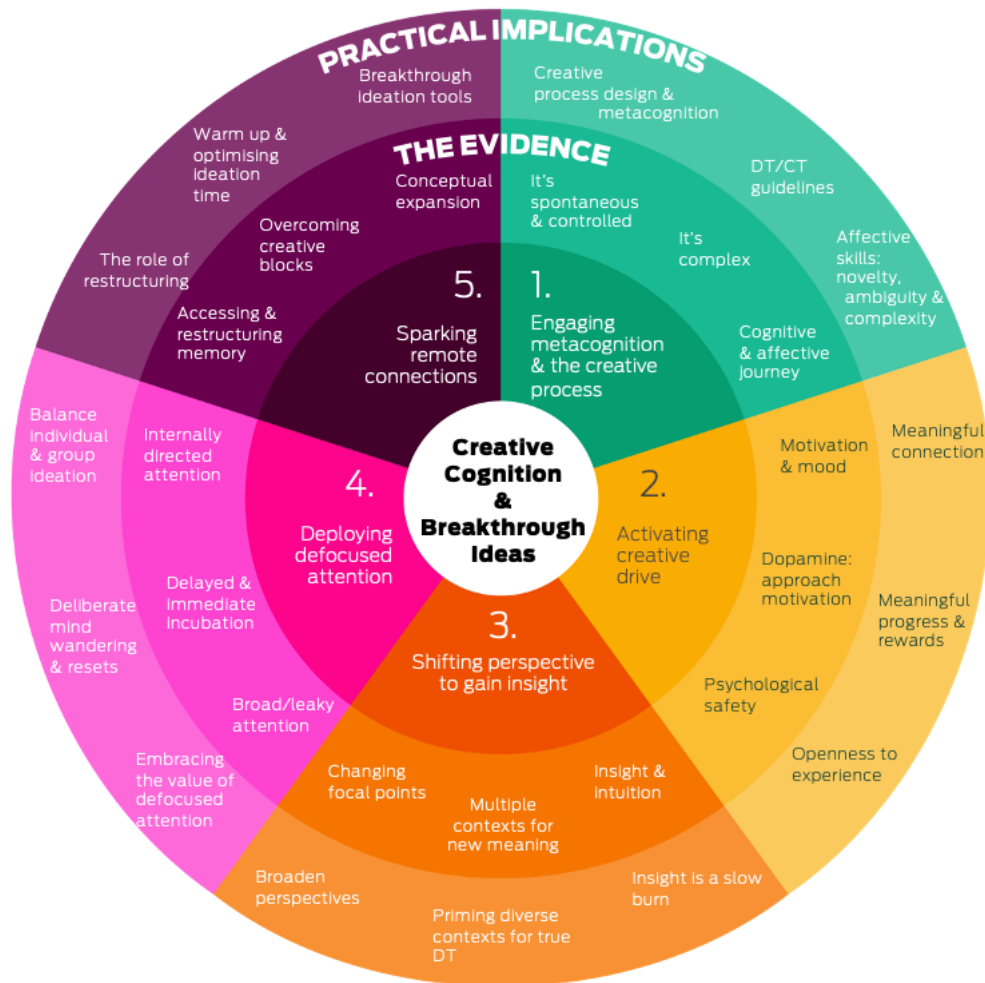 PRACTICAL IMPLICATIONS
Breakthrough
ideation tools
Creative
process design &
metacognition
Warm up &
optimising
ideation
time
DT/CT
guidelines
The role of
restructuring
Affective
skills:
novelty,
ambiguity &
complexity
THE EVIDENCE
Conceptual
expansion
It's
spontaneous
& controlled
Overcoming
creative
blocks
It's
complex
Accessing &
restructuring
memory
Cognitive
& affective
journey
5.
Sparking
remote
connections
1.
Engaging
metacognition
& the creative
process
Creative
Cognition
&
Breakthrough
Ideas
Balance
individual
& group
ideation
Internally
directed
attention
4.
Deploying
defocused
attention
2.
Activating
creative
drive
Motivation
& mood
Meaningful
connection
Deliberate
mind
wandering
& resets
Delayed &
immediate
incubation
Dopamine:
approach
motivation
Meaningful
progress &
rewards
3.
Shifting perspective
to gain insight
Broad/leaky
attention
Psychological
safety
Embracing
the value of
defocused
attention
Openness to
experience
Changing
focal points
Multiple
contexts for
new meaning
Insight &
intuition
Broaden
perspectives
Priming diverse
contexts for true
DT
Insight is a slow
burn